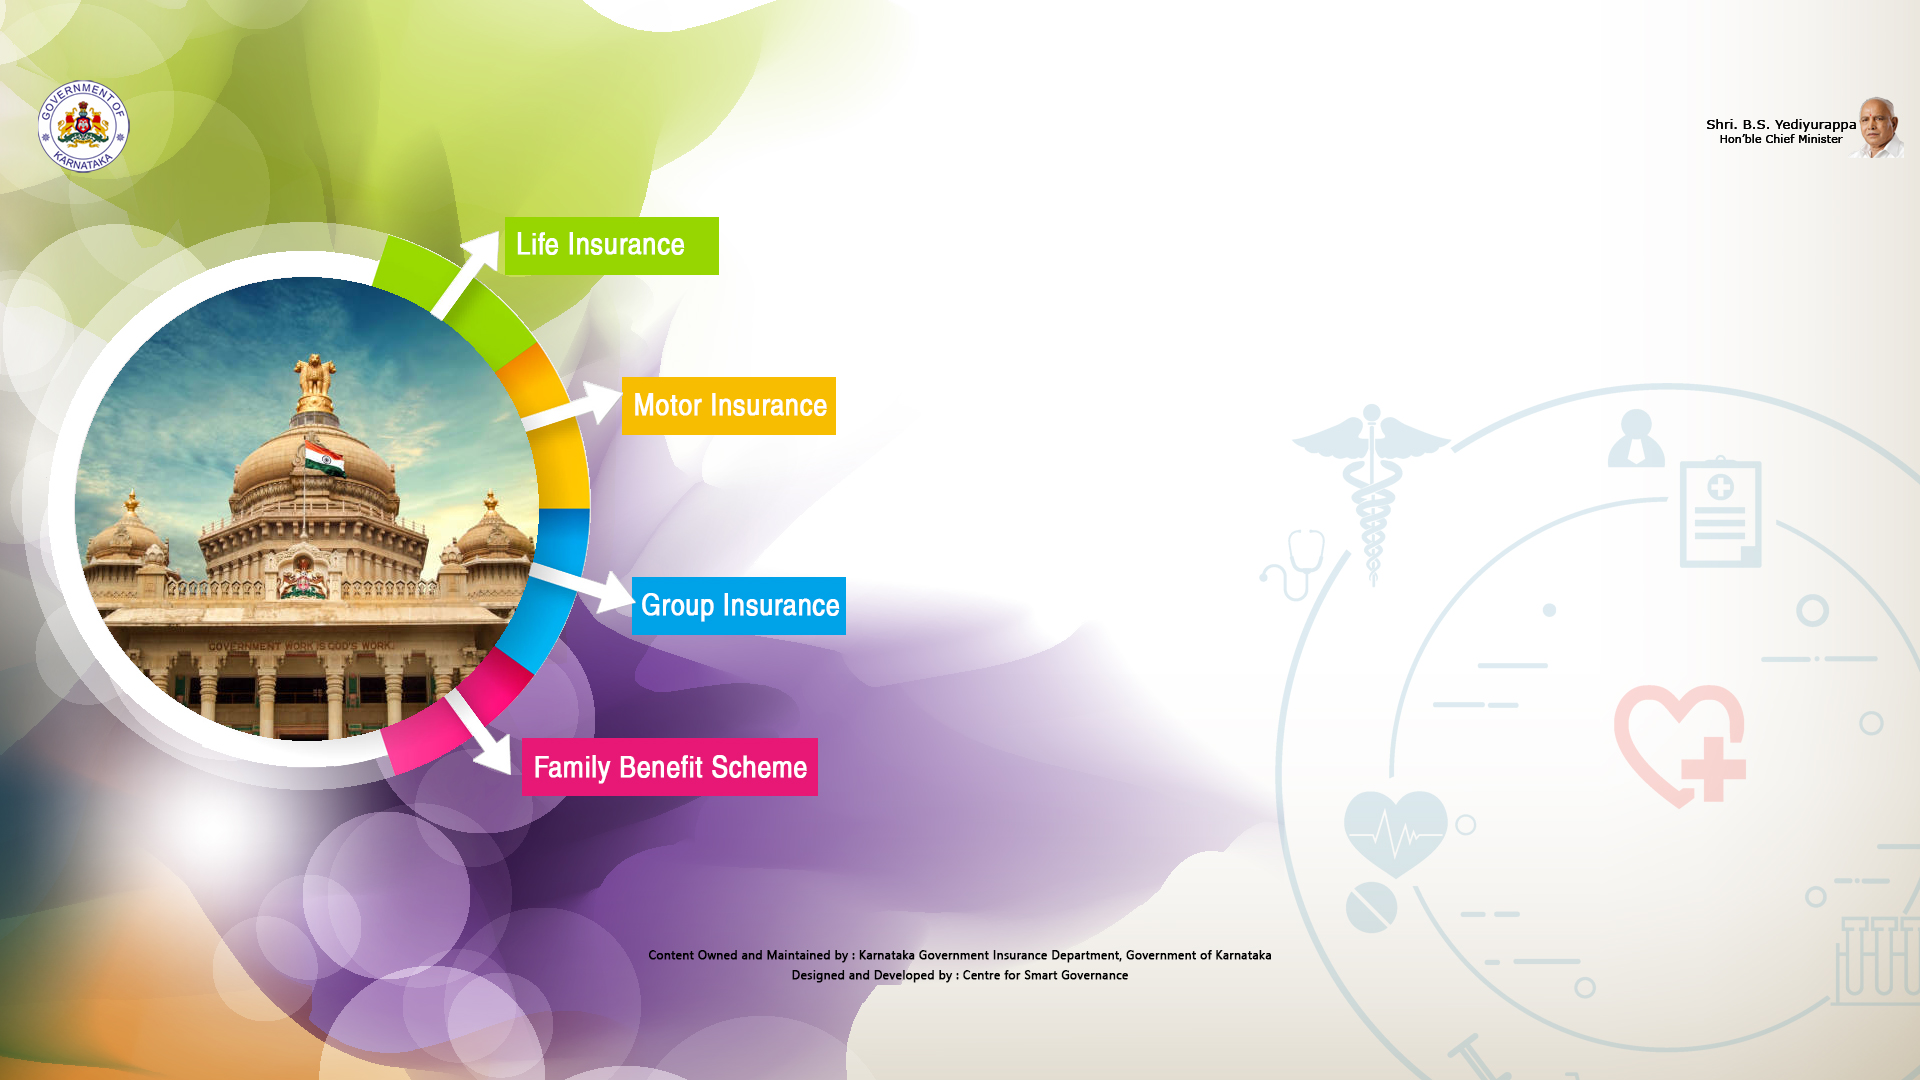 GOVERNMENT OF
KARNATAKA
Shri. B.S. Yediyurappa
Hon'ble Chief Minister
Life Insurance
Motor Insurance
Group Insurance
GOVERNMENT WORK IS GOD'S WORK
Family Benefit Scheme
Content Owned and Maintained by : Karnataka Government Insurance Department, Government of Karnataka
Designed and Developed by : Centre for Smart Governance